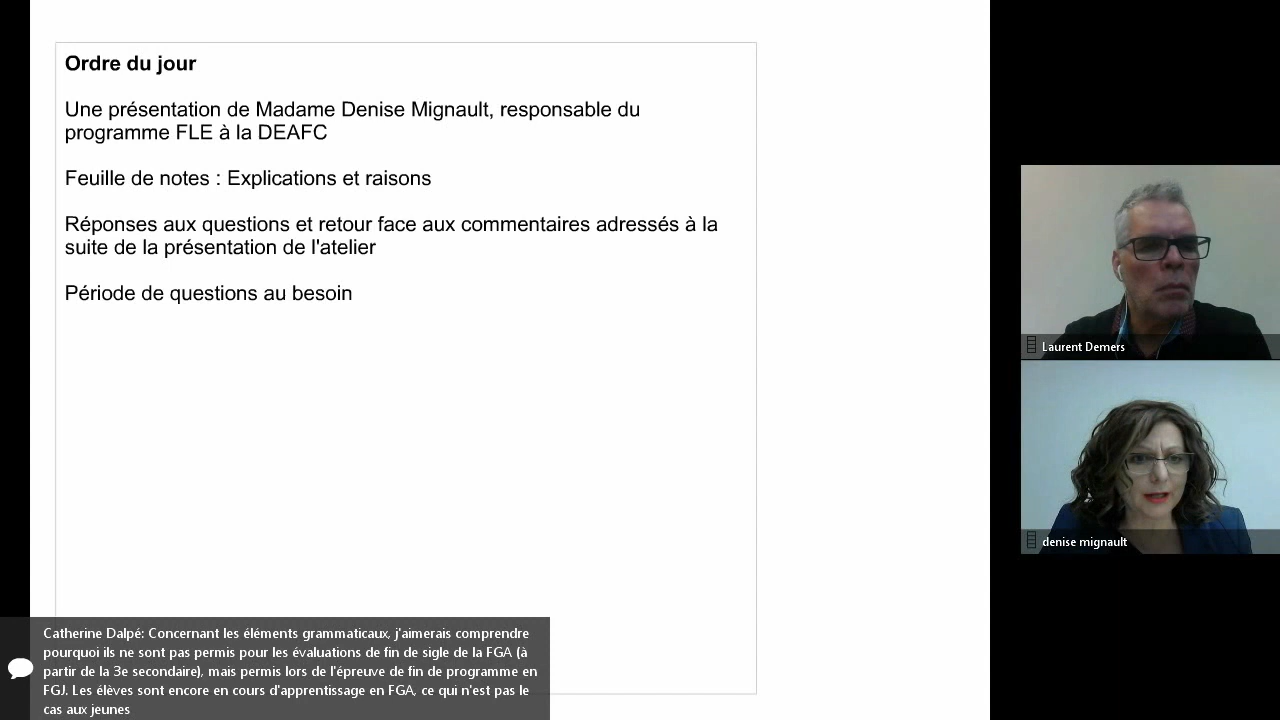 Ordre du jour
Une présentation de Madame Denise Mignault, responsable du
programme FLE à la DEAFC
Feuille de notes : Explications et raisons
Réponses aux questions et retour face aux commentaires adressés à la
suite de la présentation de l'atelier
Période de questions au besoin
Laurent Demers
denise mignault
Catherine Dalpé: Concernant les éléments grammaticaux, j'aimerais comprendre
pourquoi ils ne sont pas permis pour les évaluations de fin de sigle de la FGA (à
partir de la 3e secondaire), mais permis lors de l'épreuve de fin de programme en
FGJ. Les élèves sont encore en cours d'apprentissage en FGA, ce qui n'est pas le
cas aux jeunes